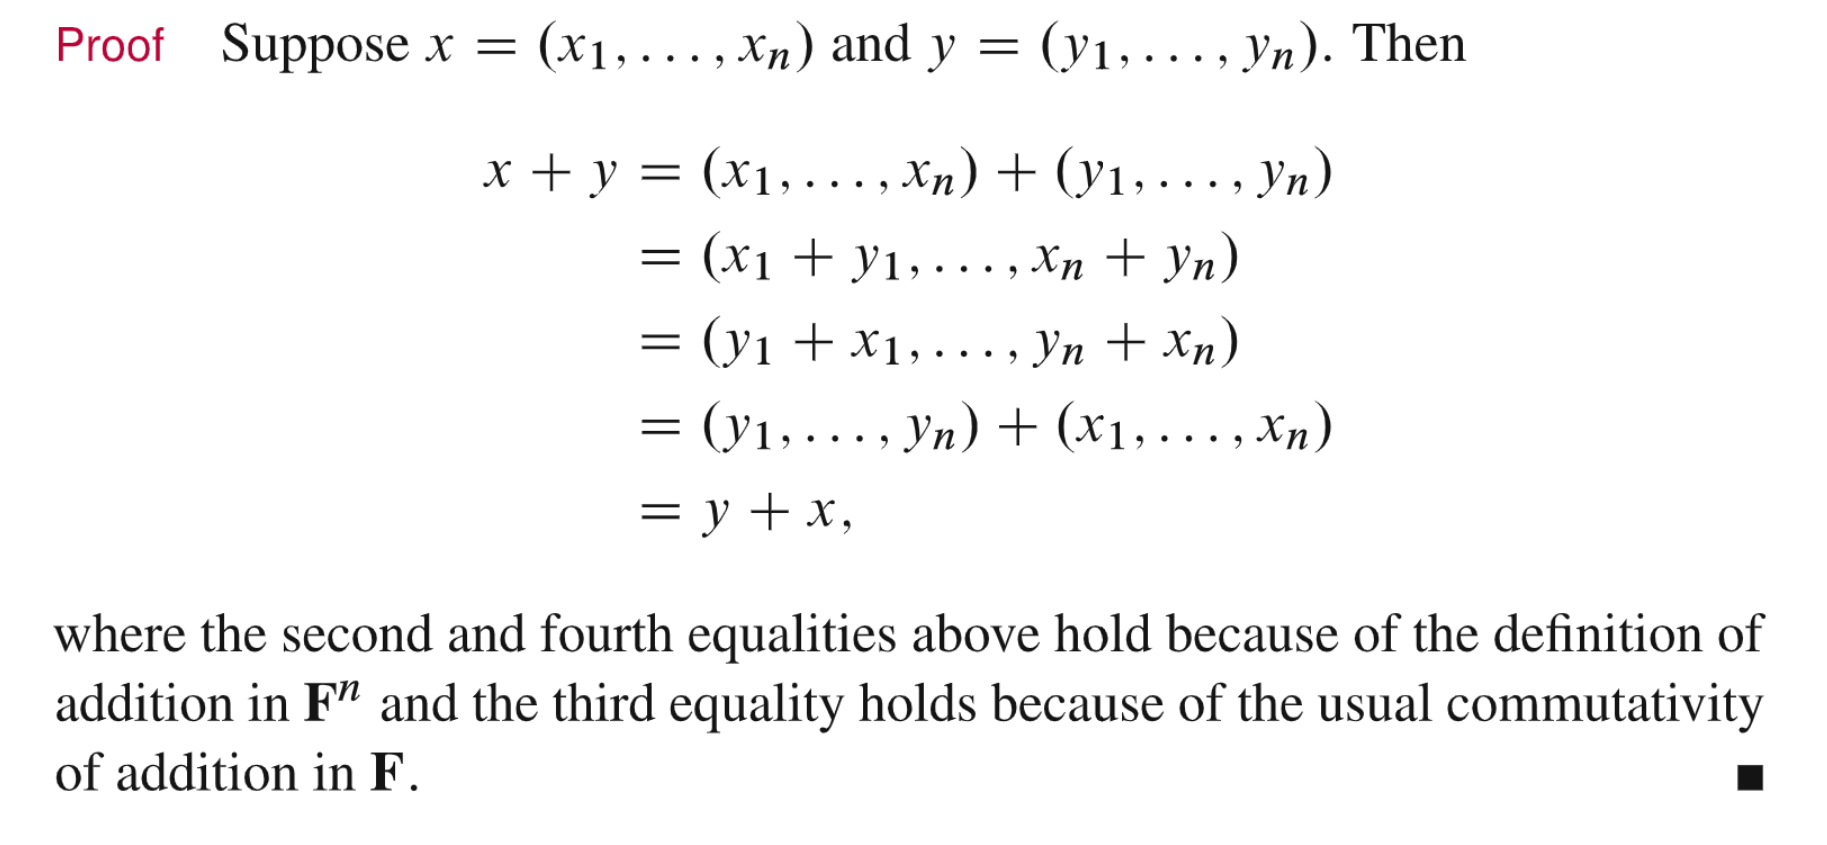 Proof Suppose x = (x₁, . . . , xₙ) and y = (y₁, . . . , yₙ). Then
x + y = (x₁, . . . , xₙ) + (y₁, . . . , yₙ)
= (x₁ + y₁, . . . , xₙ + yₙ)
= (y₁ + x₁, . . . , yₙ + xₙ)
= (y₁, . . . , yₙ) + (x₁, . . . , xₙ)
= y + x,
where the second and fourth equalities above hold because of the definition of
addition in Fⁿ and the third equality holds because of the usual commutativity
of addition in F. ■